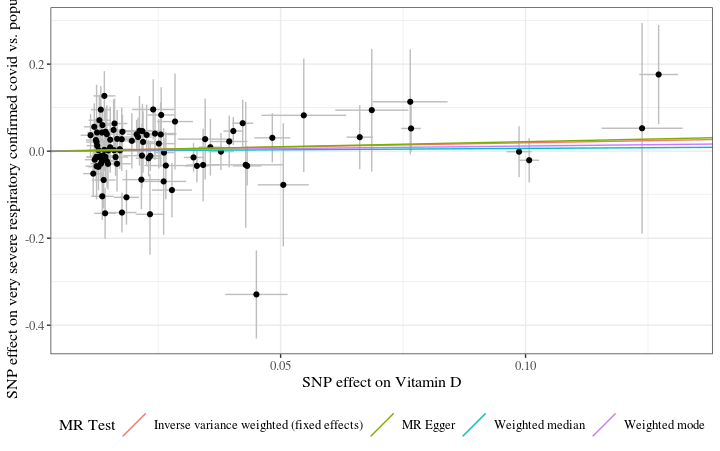 SNP effect on very severe respiratory confirmed covid vs.
0.2
0.0
-0.2
-0.4
0.05
0.10
SNP effect on Vitamin D
MR Test
Inverse variance weighted (fixed effects)
MR Egger
Weighted median
Weighted mode